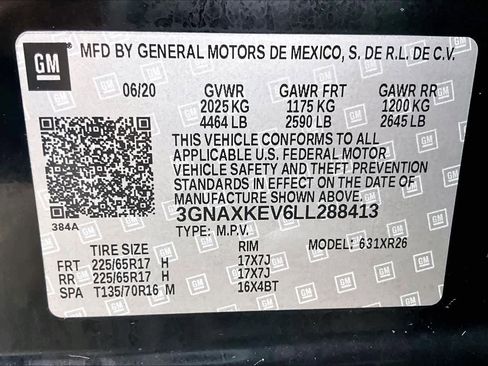 GM
MFD BY GENERAL MOTORS DE MEXICO, S. DE R.L. DE C.V.
06/20 GVWR GAWR FRT GAWR RR
2025 KG 1175 KG 1200 KG
4464 LB 2590 LB 2645 LB
THIS VEHICLE CONFORMS TO ALL
APPLICABLE U.S. FEDERAL MOTOR
VEHICLE SAFETY AND THEFT PREVENTION
STANDARDS IN EFFECT ON THE DATE OF
MANUFACTURE SHOWN ABOVE.
384A
3GNAXKEV6LL288413
TYPE: M.P.V. MODEL: 631XR26
TIRE SIZE RIM
FRT 225/65R17 H 17X7J
RR 225/65R17 H 17X7J
SPA T135/70R16 M 16X4BT